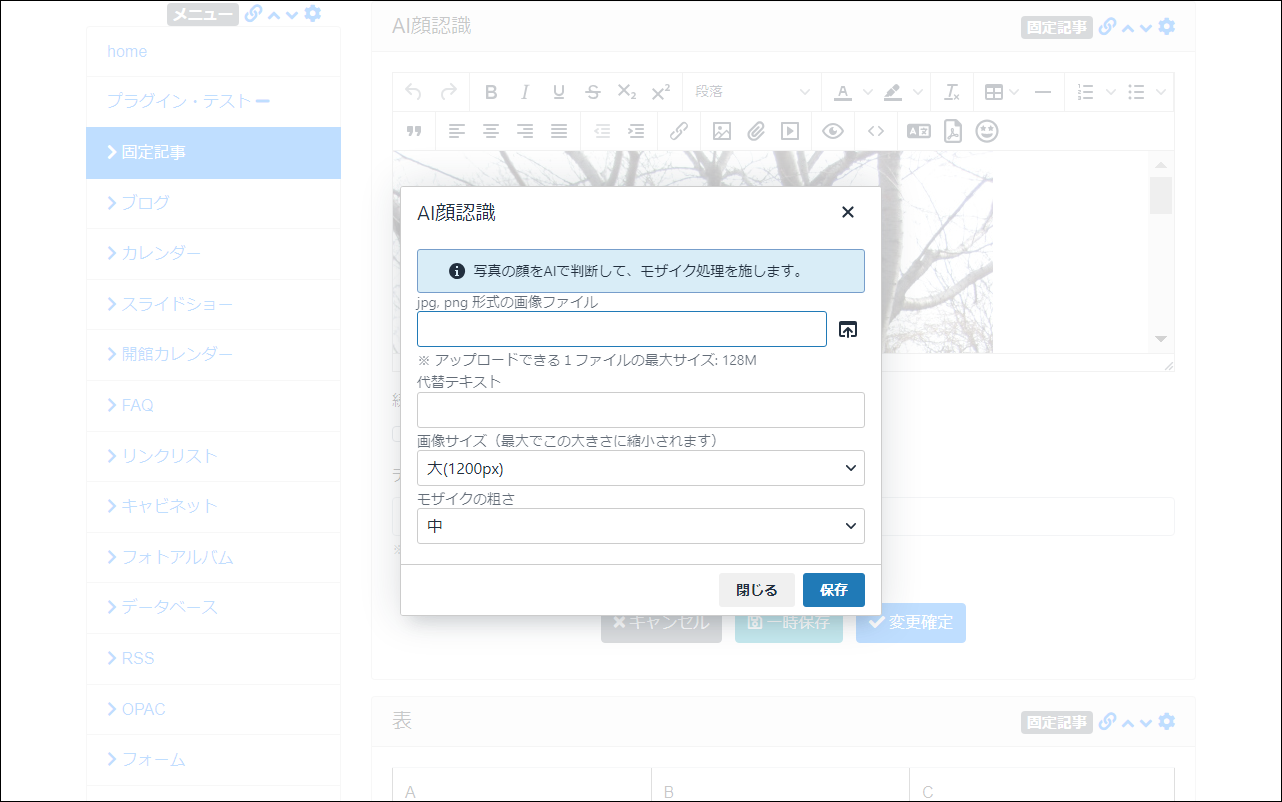 メニュー
home
プラグイン・テスト
固定記事
ブログ
カレンダー
スライドショー
開館カレンダー
FAQ
リンクリスト
キャビネット
フォトアルバム
データベース
RSS
OPAC
フォーム
AI顔認識
固定記事
段落
AI顔認識
写真の顔をAIで判断して、モザイク処理を施します。
jpg, png 形式の画像ファイル
※ アップロードできる 1 ファイルの最大サイズ: 128M
代替テキスト
画像サイズ（最大でこの大きさに縮小されます）
大(1200px)
モザイクの粗さ
中
閉じる
保存
キャンセル
一時保存
変更確定
表
固定記事
A
B
C